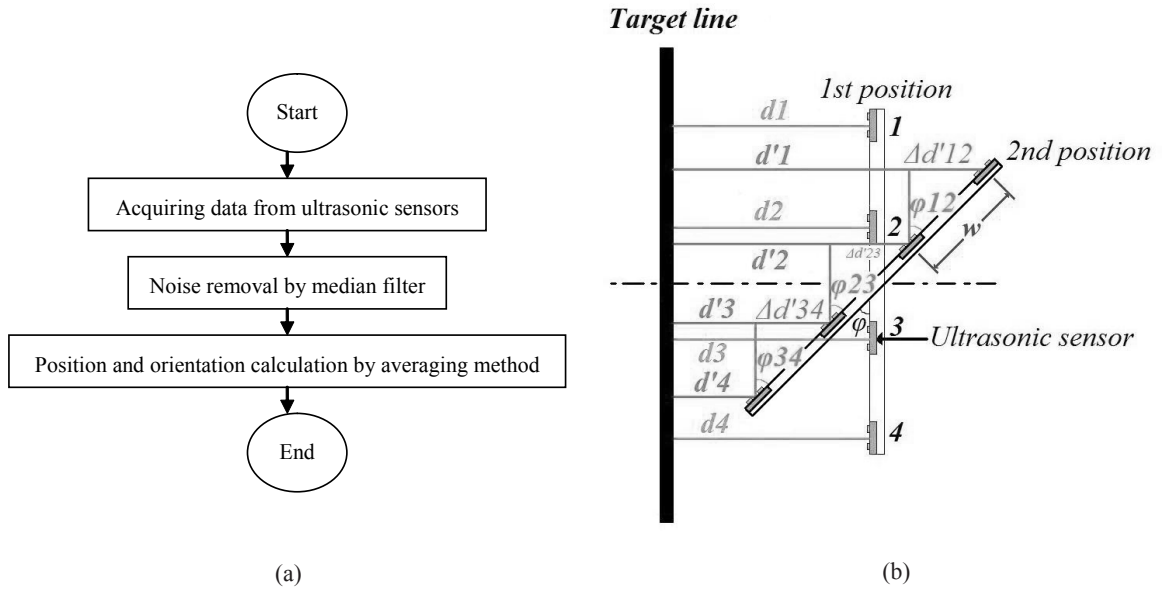 Start
Acquiring data from ultrasonic sensors
Noise removal by median filter
Position and orientation calculation by averaging method
End
(a)
Target line
1st position
d1
1
d'1
Δd'12
2nd position
d2
2
φ12
w
d'2
Δd'23
φ23
d'3
Δd'34
φ
3
d3
φ34
Ultrasonic sensor
d'4
d4
4
(b)